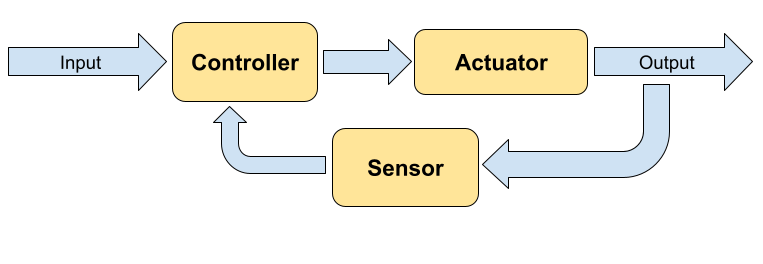 Input
Controller
Actuator
Output
Sensor